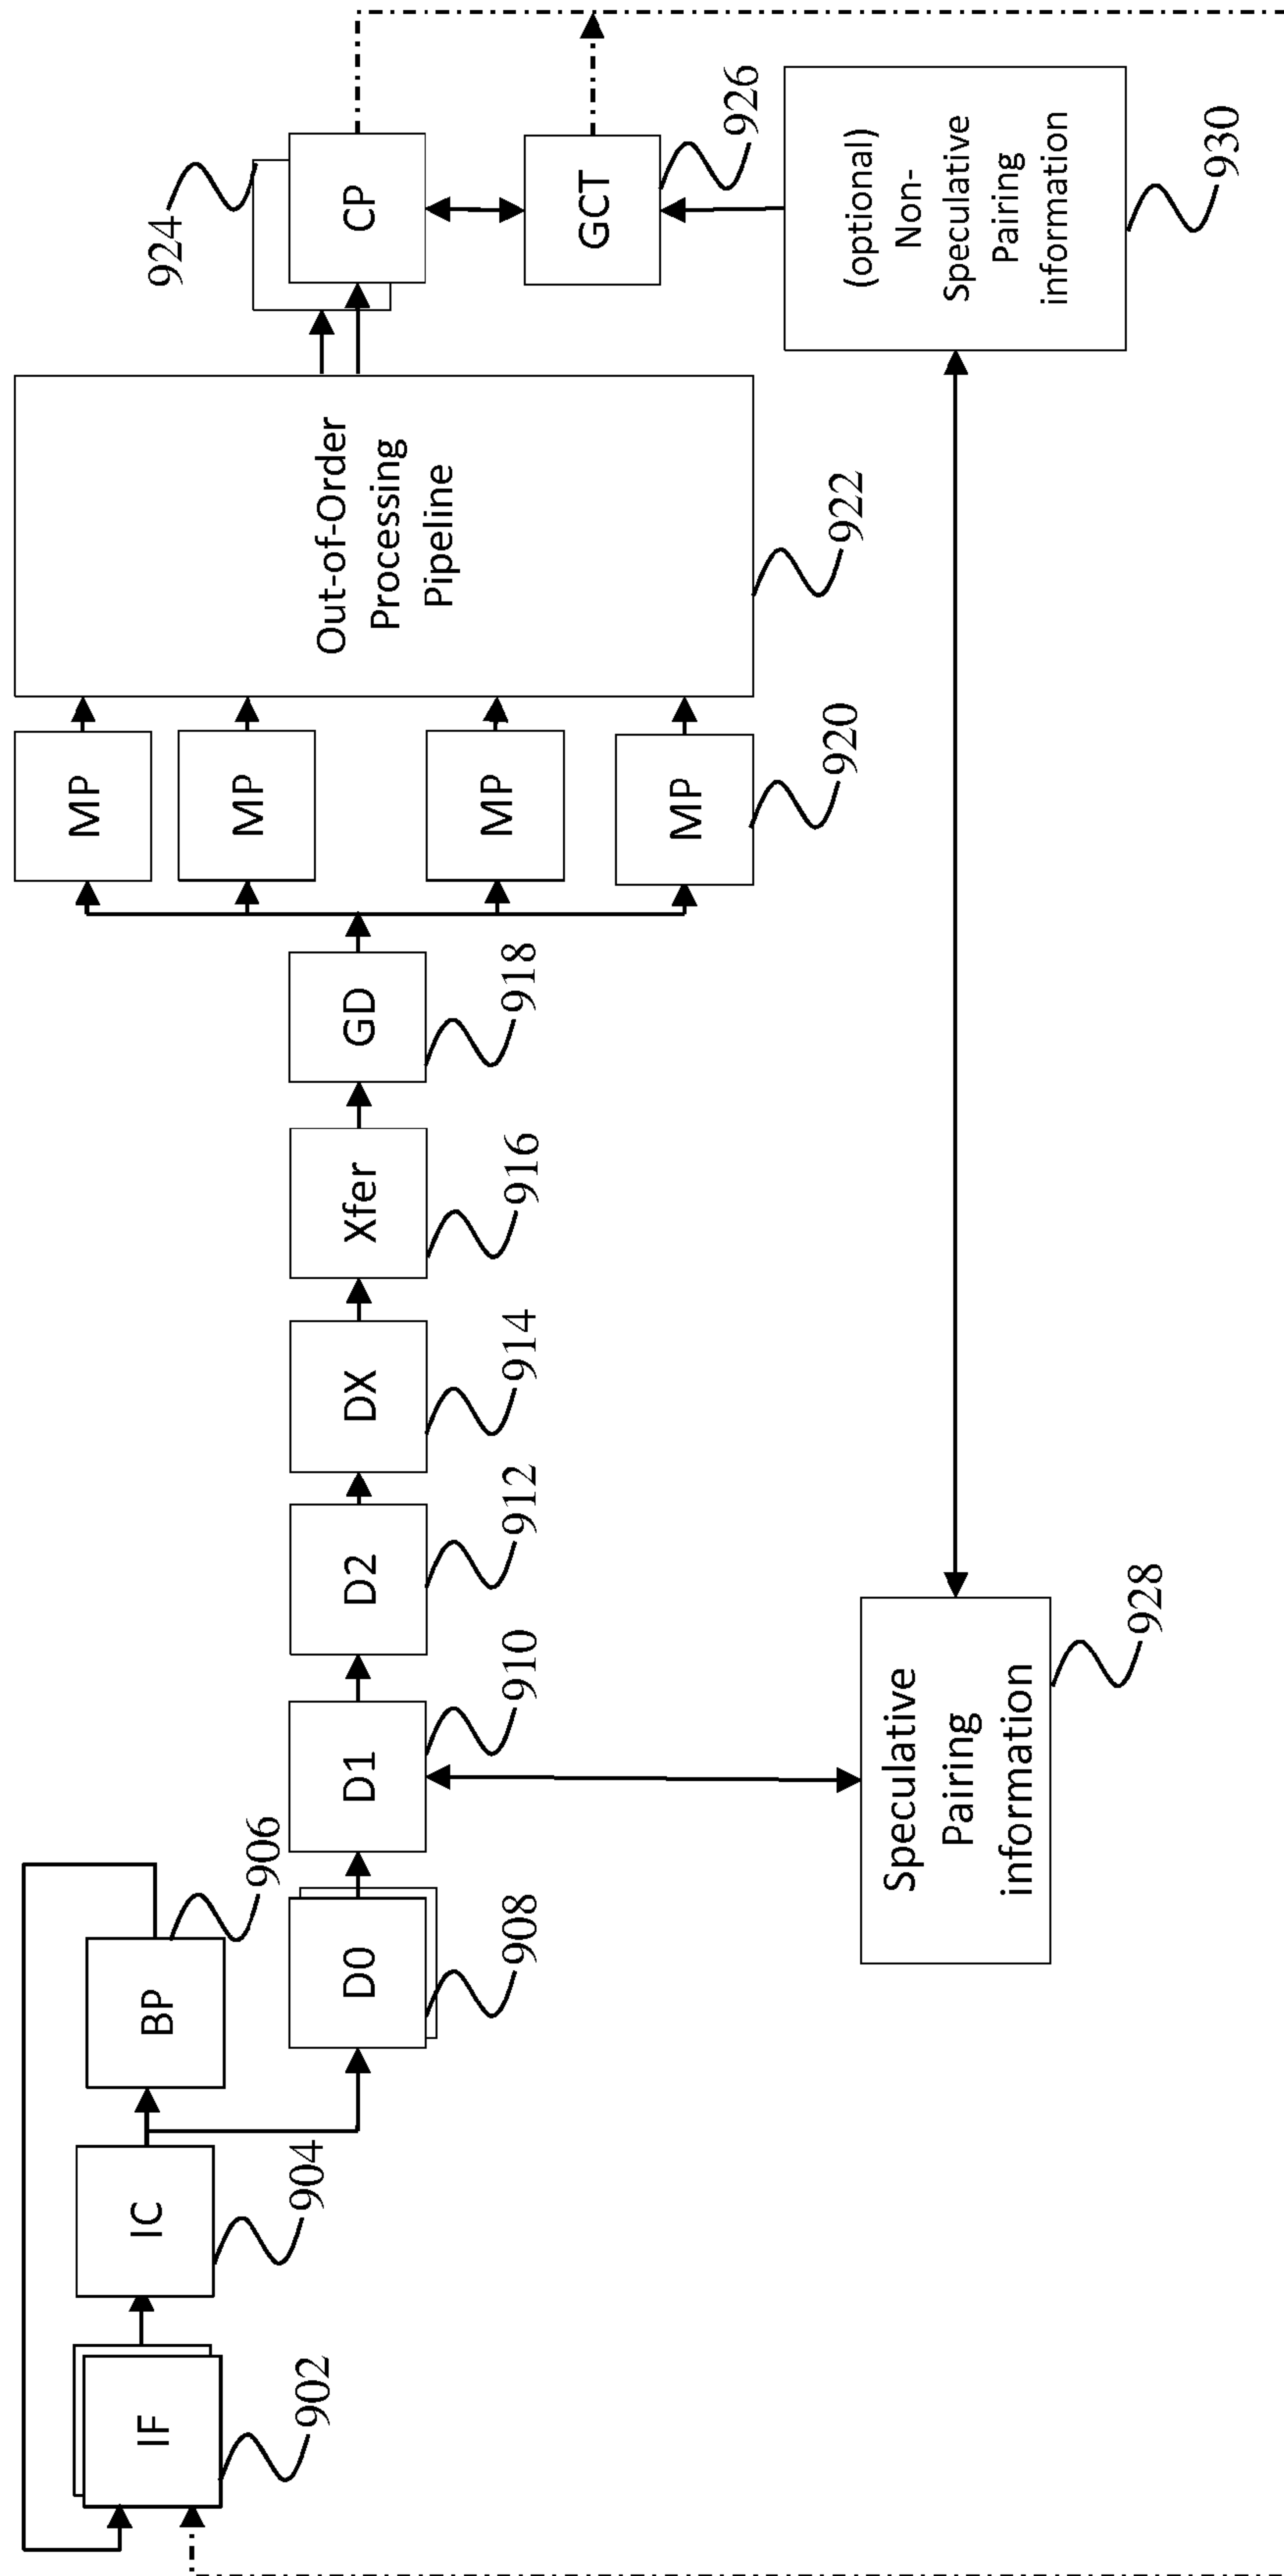 IF
902
IC
904
BP
906
D0
908
D1
910
D2
912
DX
914
Xfer
916
GD
918
MP
MP
MP
MP
920
Out-of-Order
Processing
Pipeline
922
924
CP
GCT
926
Speculative
Pairing
information
928
(optional)
Non-
Speculative
Pairing
information
930